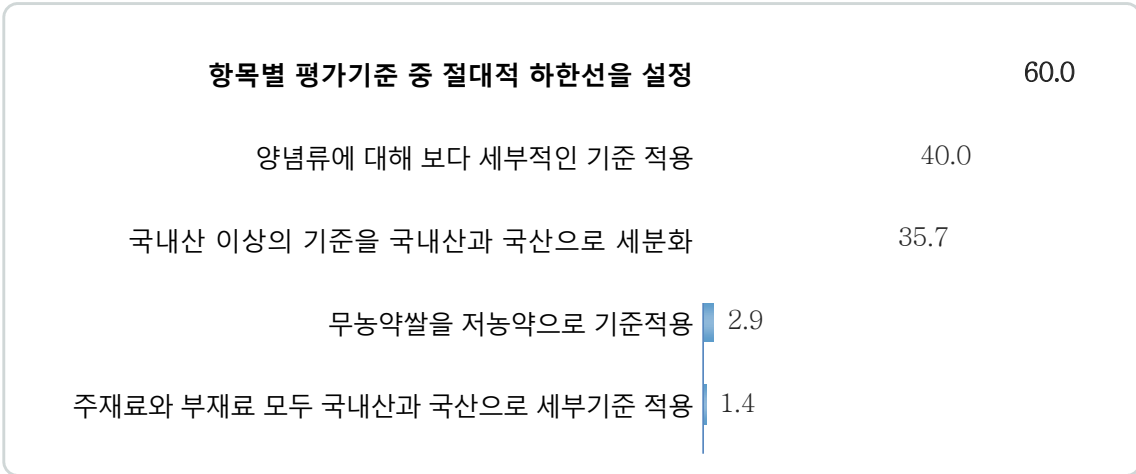 항목별 평가기준 중 절대적 하한선을 설정 60.0
양념류에 대해 보다 세부적인 기준 적용 40.0
국내산 이상의 기준을 국내산과 국산으로 세분화 35.7
무농약쌀을 저농약으로 기준적용 2.9
주재료와 부재료 모두 국내산과 국산으로 세부기준 적용 1.4